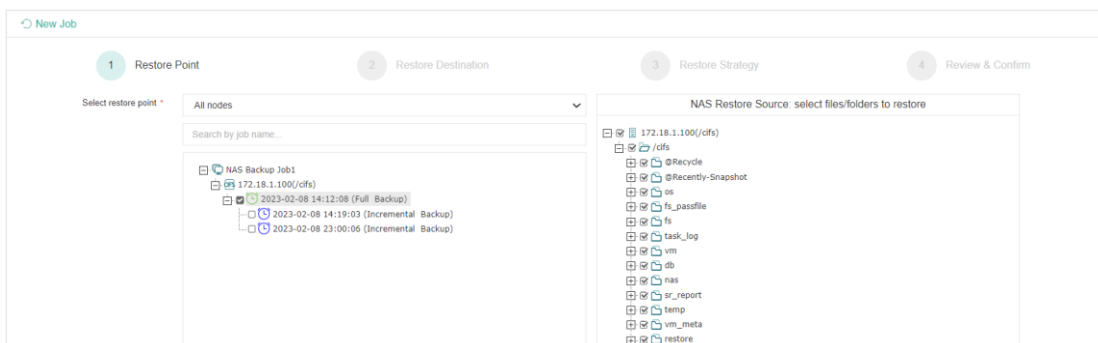 New Job
1 Restore Point
2 Restore Destination
3 Restore Strategy
4 Review & Confirm
Select restore point *
All nodes
Search by job name...
NAS Backup Job1
CIFS 172.18.1.100(/cifs)
2023-02-08 14:12:08 (Full Backup)
2023-02-08 14:19:03 (Incremental Backup)
2023-02-08 23:00:06 (Incremental Backup)
NAS Restore Source: select files/folders to restore
172.18.1.100(/cifs)
/cifs
@Recycle
@Recently-Snapshot
os
fs_passfile
fs
task_log
vm
db
nas
sr_report
temp
vm_meta
restore